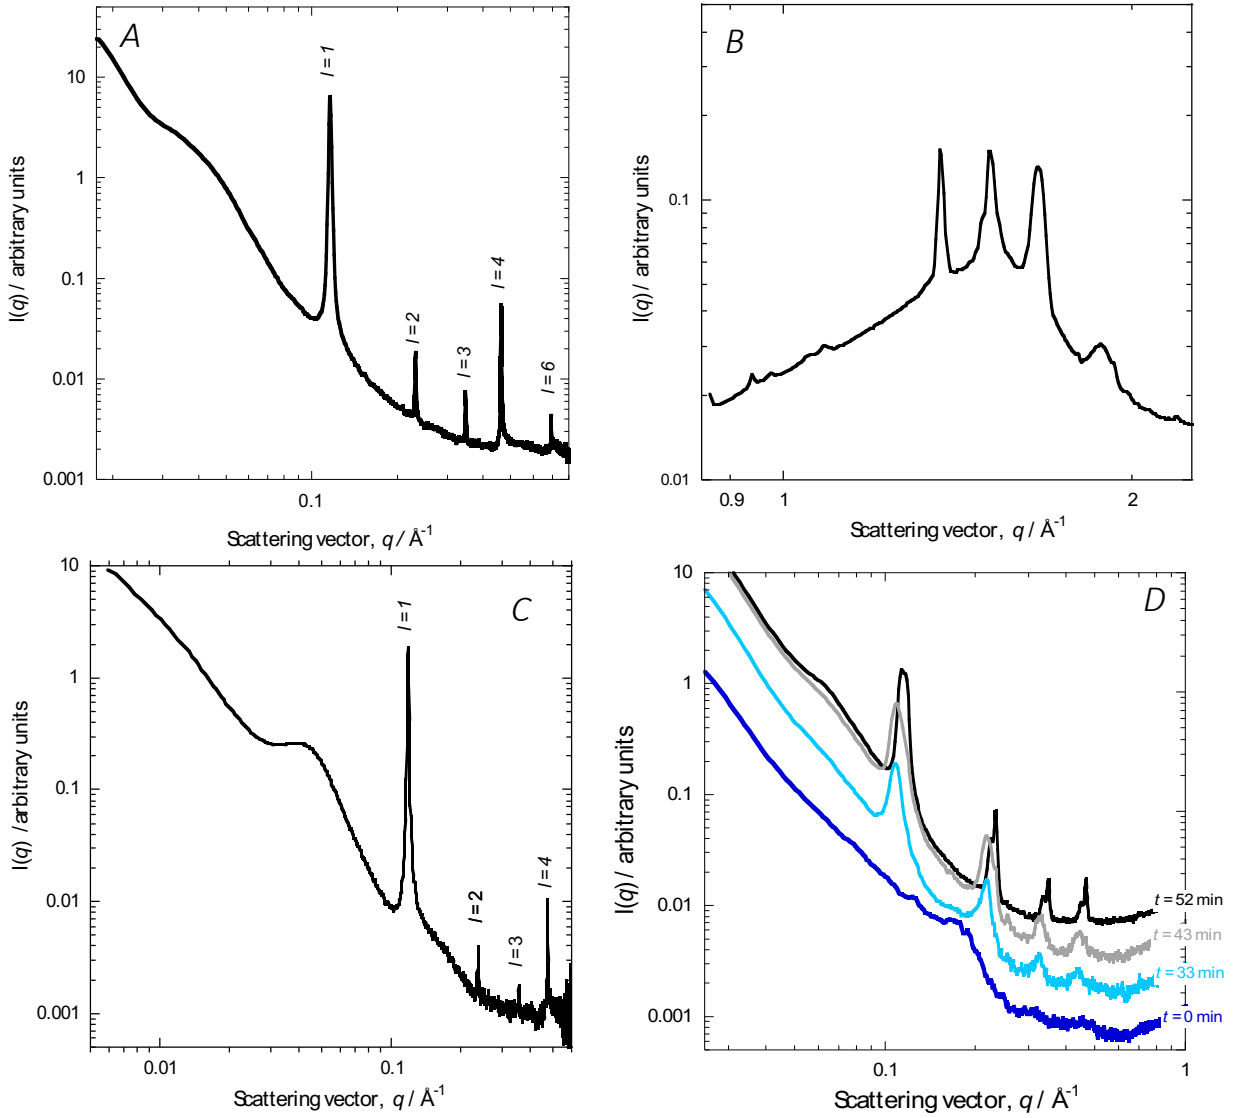 A
I(q) / arbitrary units
10
1
0.1
0.01
0.001
l = 1
l = 2
l = 3
l = 4
l = 6
0.1
Scattering vector, q / Å-1
B
I(q) / arbitrary units
0.1
0.01
0.9
1
2
Scattering vector, q / Å-1
C
I(q) / arbitrary units
10
1
0.1
0.01
0.001
l = 1
l = 2
l = 3
l = 4
0.01
0.1
Scattering vector, q / Å-1
D
I(q) / arbitrary units
10
1
0.1
0.01
0.001
t = 52 min
t = 43 min
t = 33 min
t = 0 min
0.1
1
Scattering vector, q / Å-1